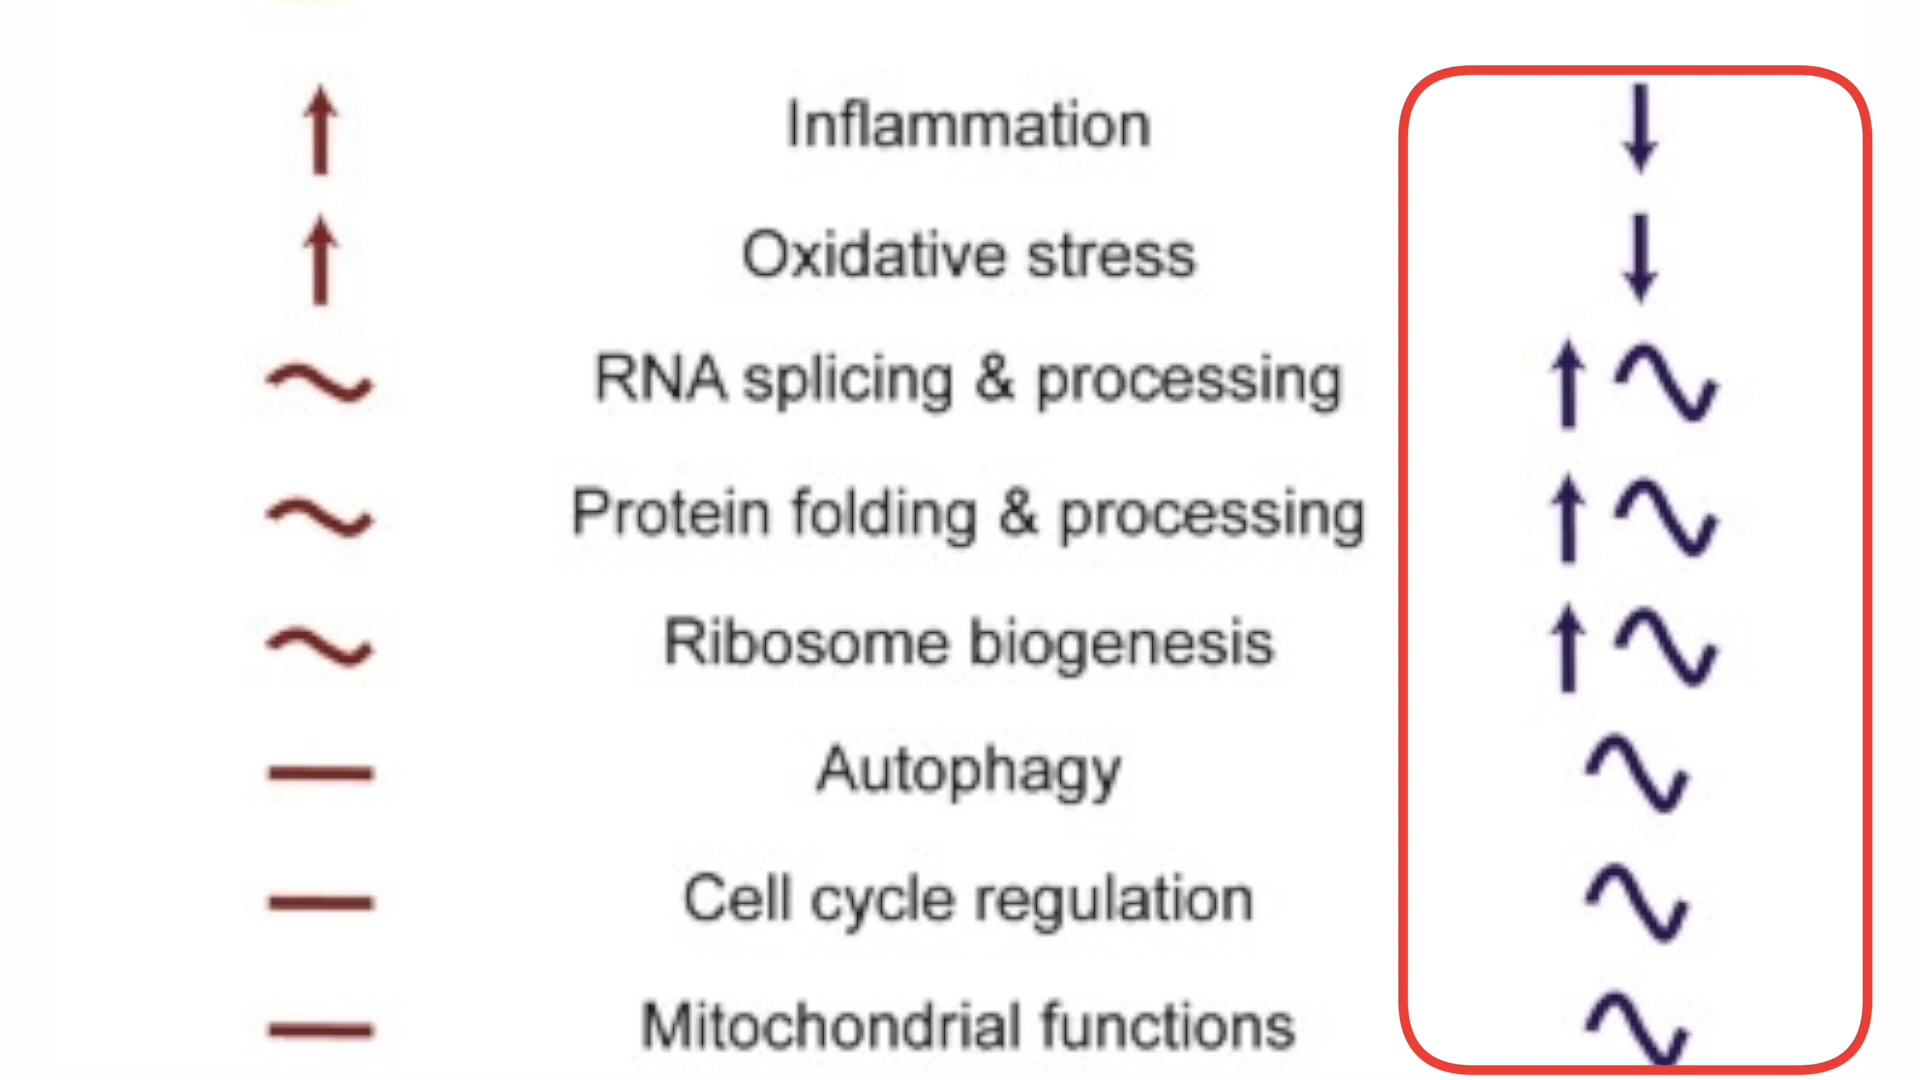 Inflammation
Oxidative stress
RNA splicing & processing
Protein folding & processing
Ribosome biogenesis
Autophagy
Cell cycle regulation
Mitochondrial functions